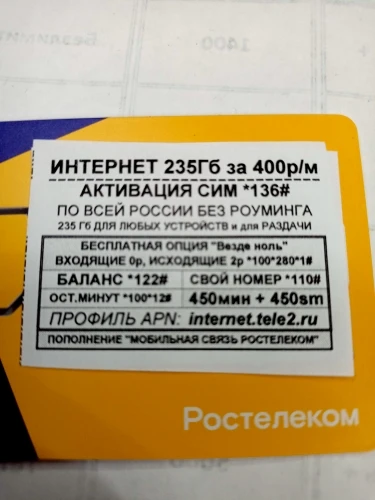 Безлимит
1400
ИНТЕРНЕТ 235Гб за 400р/м
АКТИВАЦИЯ СИМ *136#
ПО ВСЕЙ РОССИИ БЕЗ РОУМИНГА
235 Гб ДЛЯ ЛЮБЫХ УСТРОЙСТВ и для РАЗДАЧИ
БЕСПЛАТНАЯ ОПЦИЯ "Везде ноль"
ВХОДЯЩИЕ 0р, ИСХОДЯЩИЕ 2р *100*280*1#
БАЛАНС *122# СВОЙ НОМЕР *110#
ОСТ.МИНУТ *100*12# 450мин + 450sm
ПРОФИЛЬ APN: internet.tele2.ru
ПОПОЛНЕНИЕ "МОБИЛЬНАЯ СВЯЗЬ РОСТЕЛЕКОМ"
Ростелеком